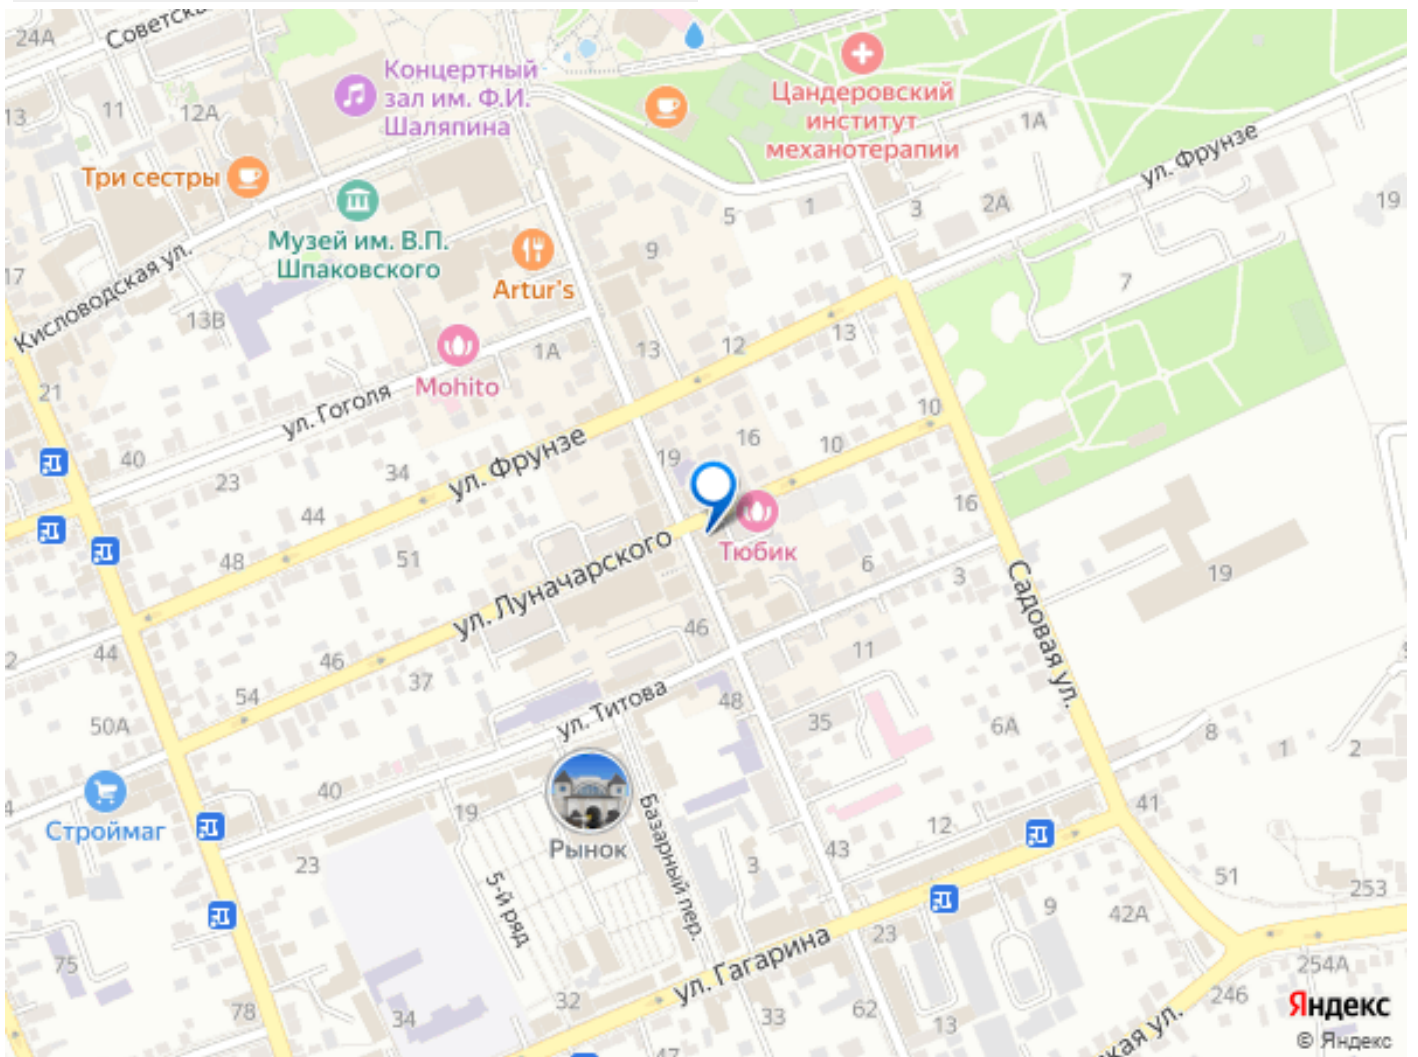 24А
Советская
Концертный
зал им. Ф.И.
Шаляпина
Цандеровский
институт
механотерапии
13
11
12А
1А
ул. Фрунзе
Три сестры
Музей им. В.П.
Шпаковского
5
1
3
2А
19
9
Artur's
17
Кисловодская ул.
13В
7
Mohito
1А
13
12
13
21
ул. Гоголя
10
40
23
34
ул. Фрунзе
19
16
10
44
16
48
51
ул. Луначарского
Тюбик
6
3
19
Садовая ул.
2
44
46
37
46
11
54
50А
ул. Титова
48
35
6А
8
1
2
4
Строймаг
40
19
Рынок
Базарный пер.
12
41
23
5-й ряд
3
43
51
253
9
42А
23
75
ул. Гагарина
254А
246
78
34
32
33
62
13
47
кая ул.
Яндекс
© Яндекс